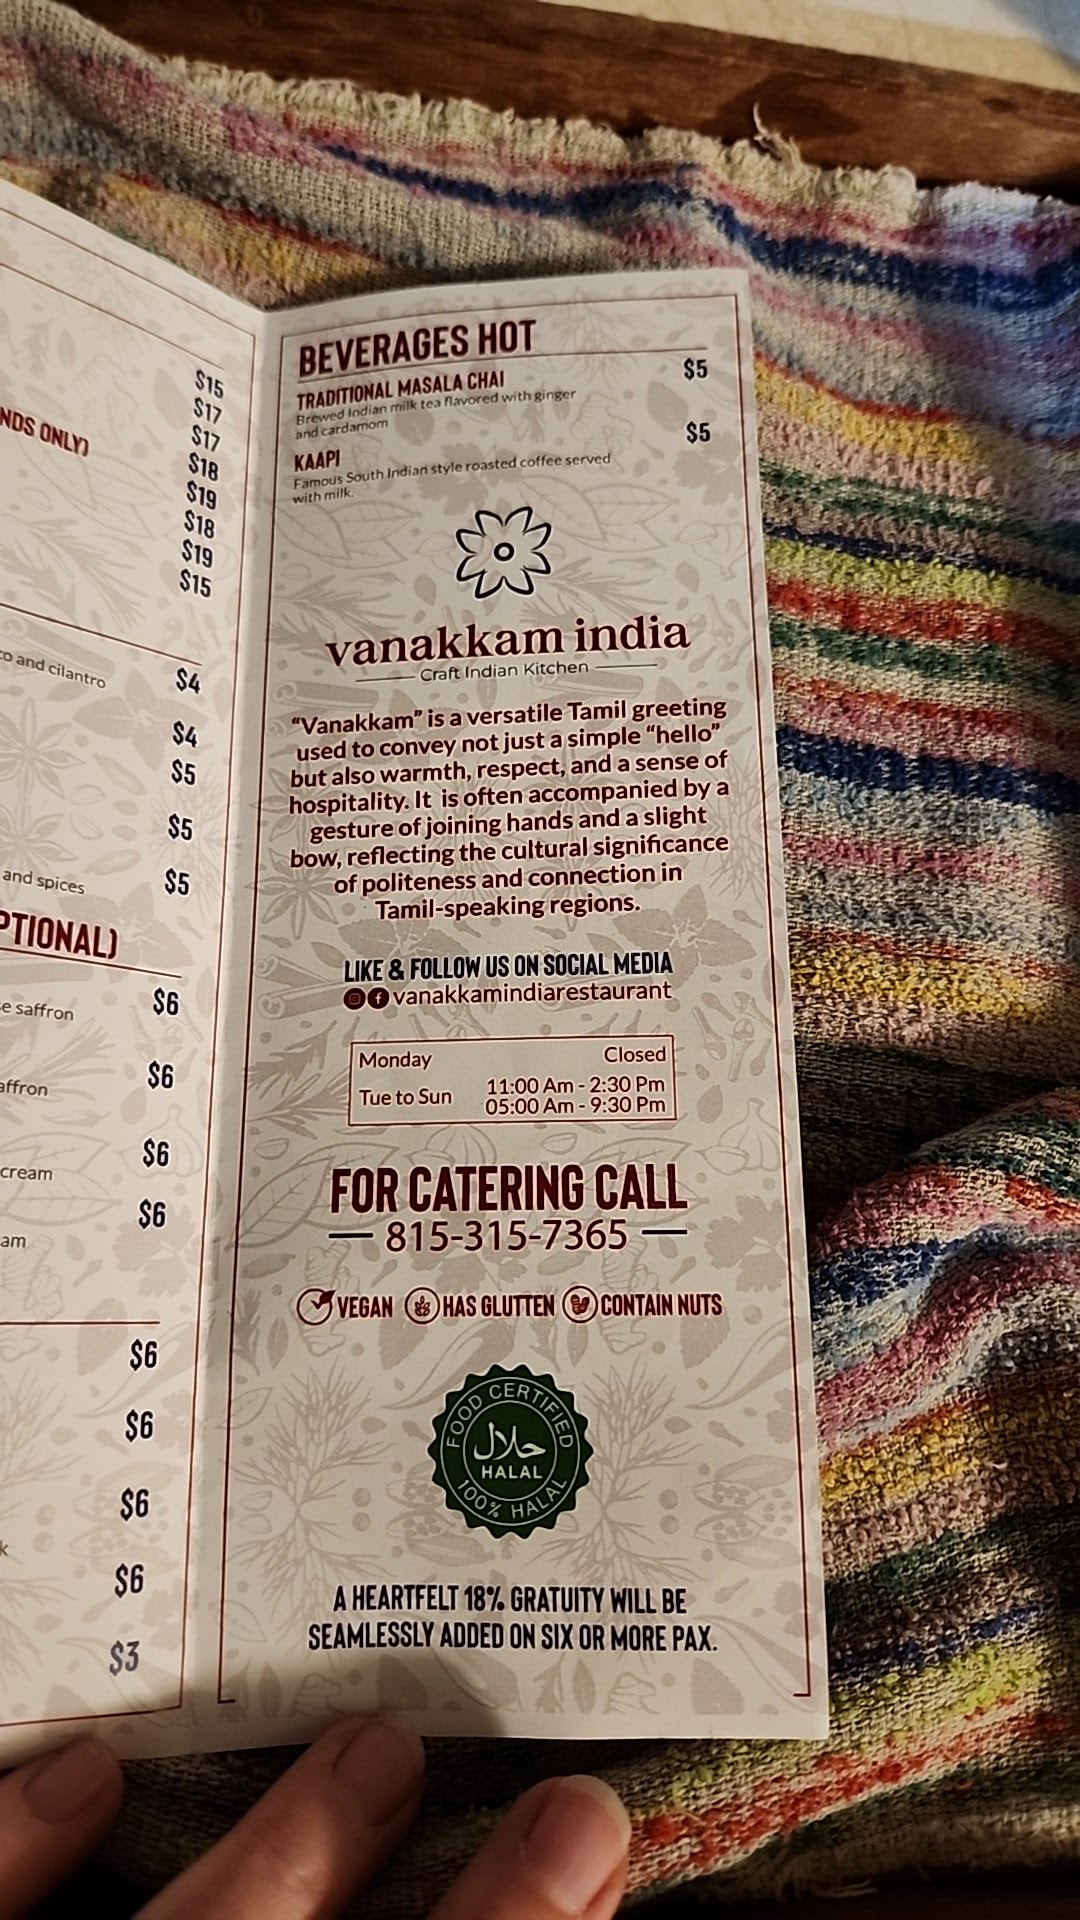 $15
$17
NDS ONLY)
$17
$18
$19
$18
$19
$15
co and cilantro
$4
$4
$5
$5
and spices
$5
PTIONAL)
e saffron
$6
affron
$6
cream
$6
am
$6
$6
$6
$6
k
$6
$3
BEVERAGES HOT
TRADITIONAL MASALA CHAI $5
Brewed Indian milk tea flavored with ginger
and cardamom
KAAPI $5
Famous South Indian style roasted coffee served
with milk.
vanakkam india
Craft Indian Kitchen
“Vanakkam” is a versatile Tamil greeting
used to convey not just a simple “hello”
but also warmth, respect, and a sense of
hospitality. It is often accompanied by a
gesture of joining hands and a slight
bow, reflecting the cultural significance
of politeness and connection in
Tamil-speaking regions.
LIKE & FOLLOW US ON SOCIAL MEDIA
vanakkamindiarestaurant
Monday Closed
Tue to Sun 11:00 Am - 2:30 Pm
05:00 Am - 9:30 Pm
FOR CATERING CALL
815-315-7365
VEGAN HAS GLUTTEN CONTAIN NUTS
FOOD CERTIFIED
حلال
HALAL
100% HALAL
A HEARTFELT 18% GRATUITY WILL BE
SEAMLESSLY ADDED ON SIX OR MORE PAX.